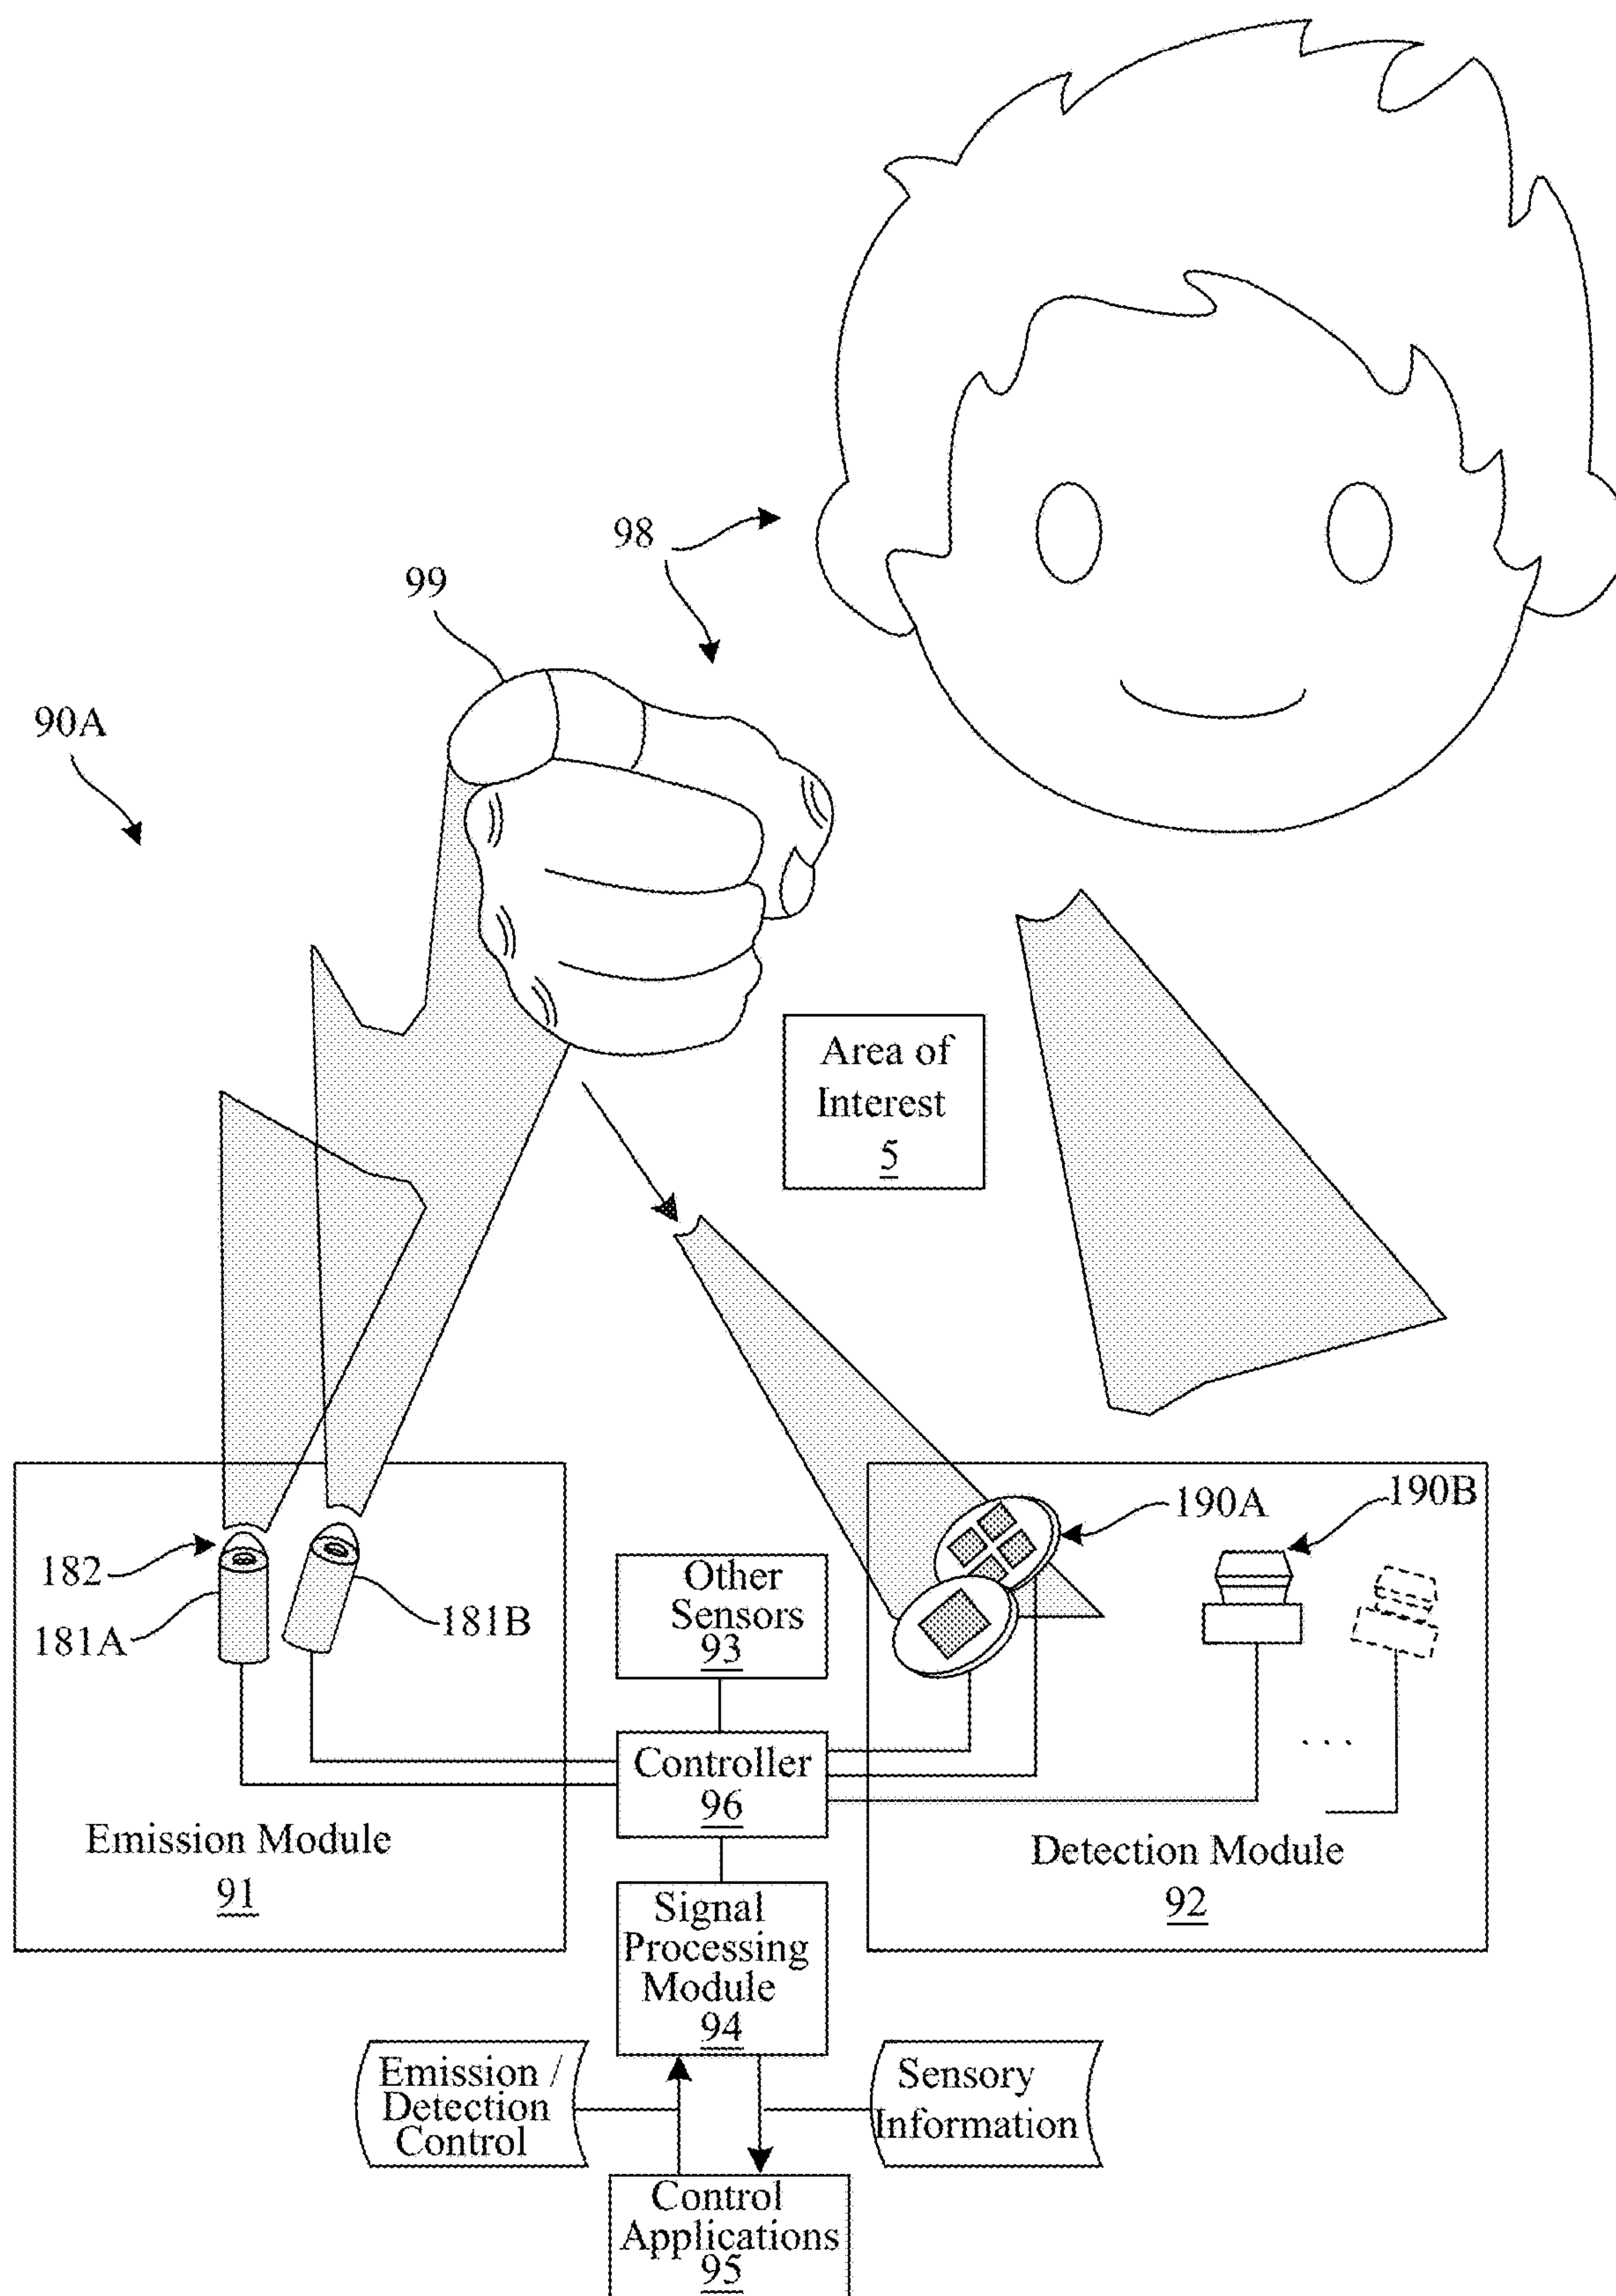 98
99
90A
Area of
Interest
5
190A
190B
182
181A
181B
Other
Sensors
93
Controller
96
. . .
Emission Module
91
Detection Module
92
Signal
Processing
Module
94
Emission /
Detection
Control
Sensory
Information
Control
Applications
95